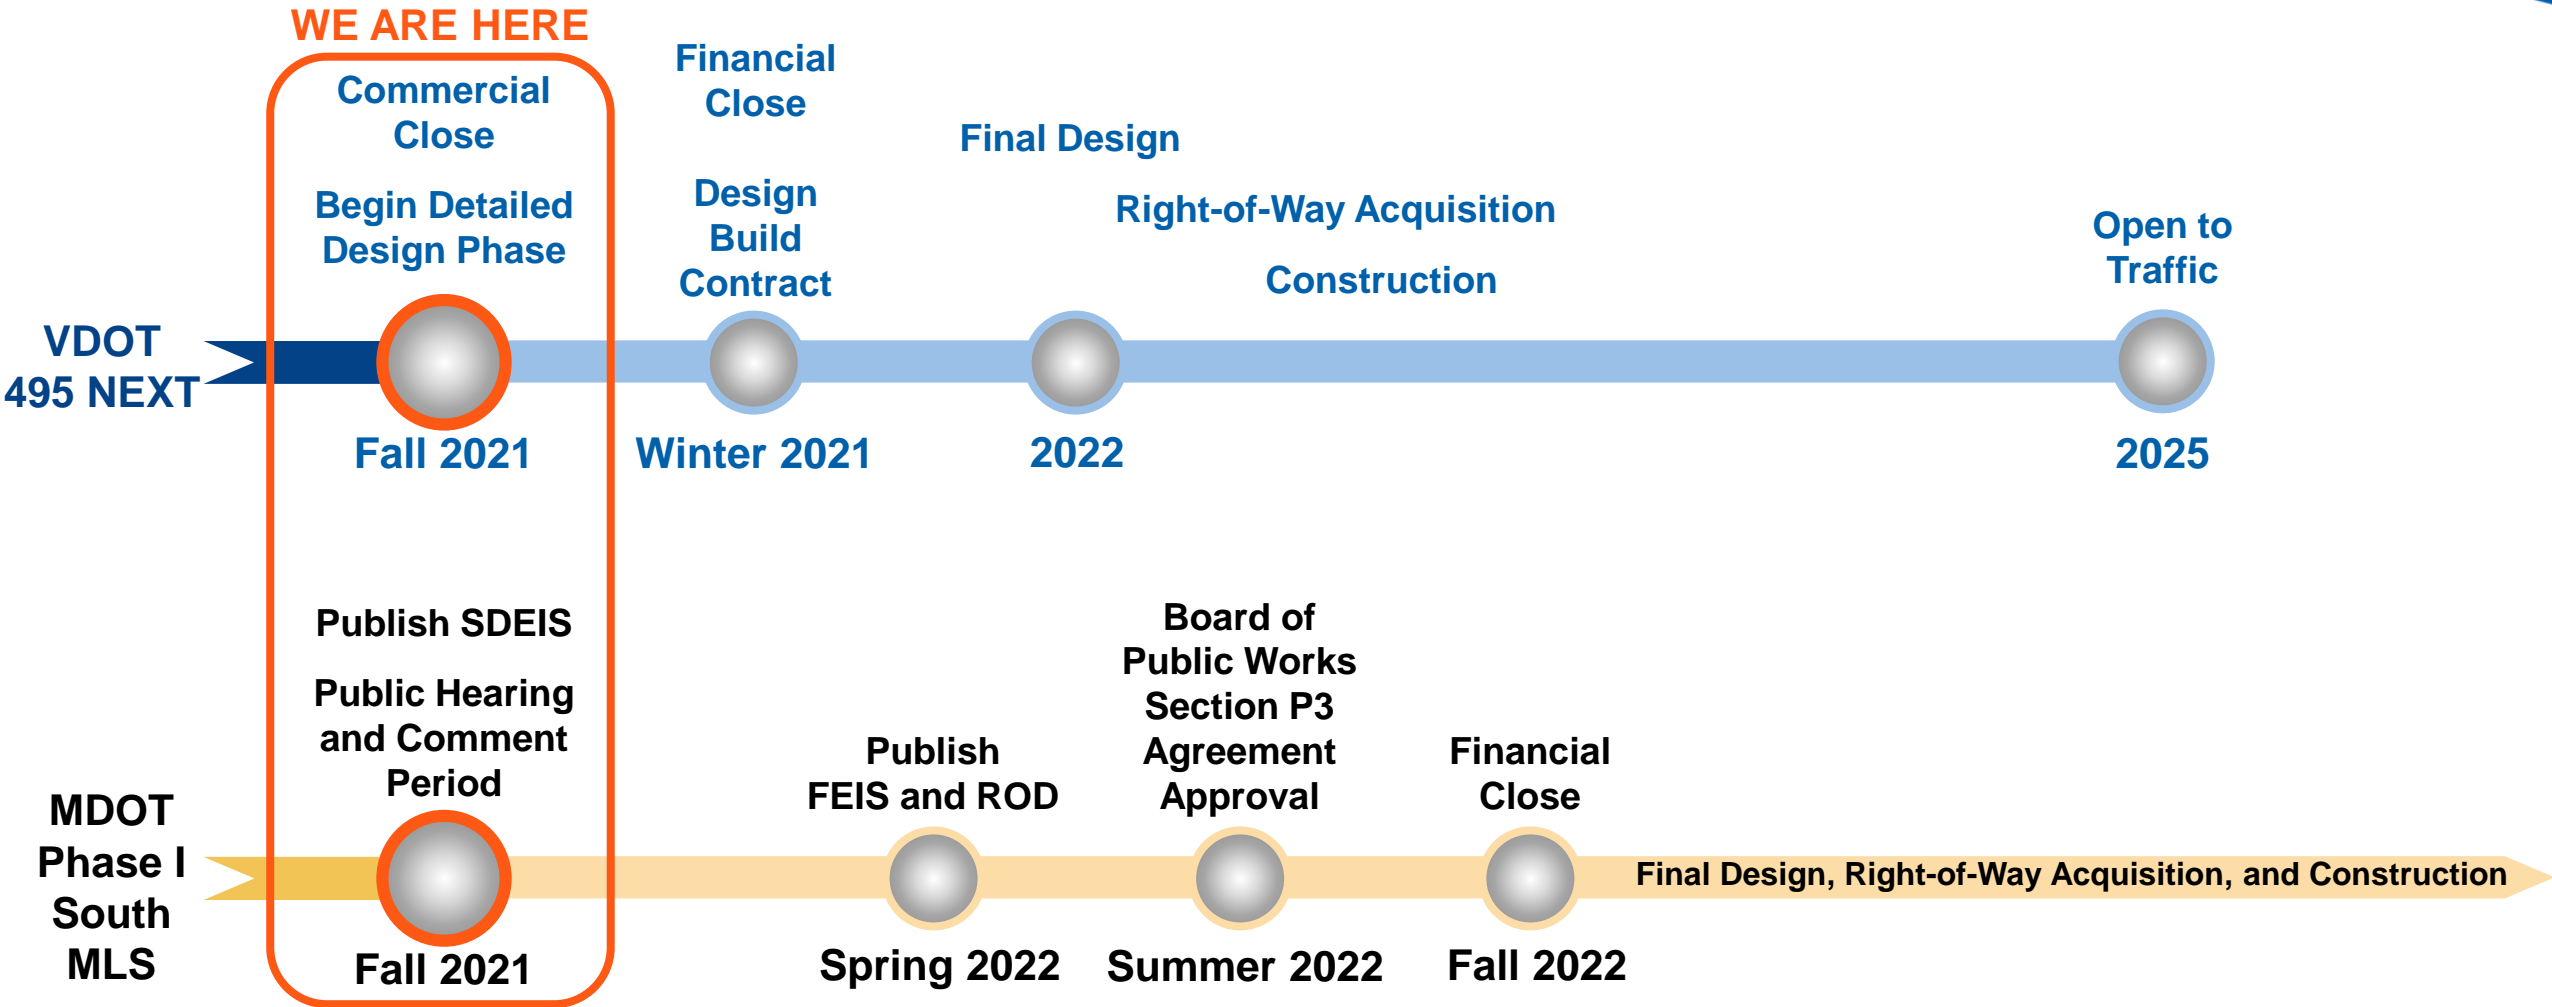 WE ARE HERE
Commercial
Close
Begin Detailed
Design Phase
Financial
Close
Design
Build
Contract
Final Design
Right-of-Way Acquisition
Construction
Open to
Traffic
VDOT
495 NEXT
Fall 2021
Winter 2021
2022
2025
Publish SDEIS
Public Hearing
and Comment
Period
Publish
FEIS and ROD
Board of
Public Works
Section P3
Agreement
Approval
Financial
Close
MDOT
Phase I
South
MLS
Final Design, Right-of-Way Acquisition, and Construction
Fall 2021
Spring 2022
Summer 2022
Fall 2022